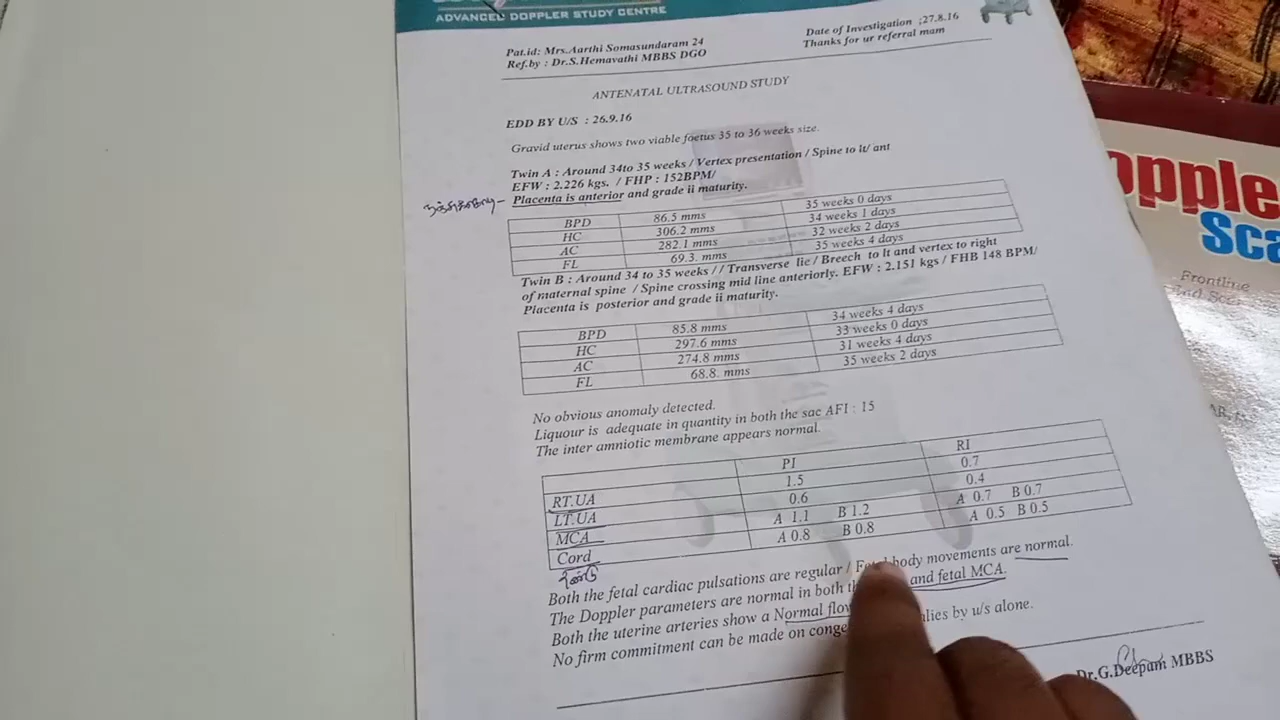 ADVANCED DOPPLER STUDY CENTRE
Pat.id: Mrs.Aarthi Somasundaram 24
Date of Investigation ;27.8.16
Ref.by : Dr.S.Hemavathi MBBS DGO
Thanks for ur referral mam
ANTENATAL ULTRASOUND STUDY
EDD BY U/S : 26.9.16
Gravid uterus shows two viable foetus 35 to 36 weeks size.
Twin A : Around 34to 35 weeks / Vertex presentation / Spine to lt/ ant
EFW : 2.226 kgs. / FHP : 152BPM/
Placenta is anterior and grade ii maturity.
BPD 86.5 mms 35 weeks 0 days
HC 306.2 mms 34 weeks 1 days
AC 282.1 mms 32 weeks 2 days
FL 69.3. mms 35 weeks 4 days
Twin B : Around 34 to 35 weeks // Transverse lie / Breech to lt and vertex to right
of maternal spine / Spine crossing mid line anteriorly. EFW : 2.151 kgs / FHB 148 BPM/
Placenta is posterior and grade ii maturity.
BPD 85.8 mms 34 weeks 4 days
HC 297.6 mms 33 weeks 0 days
AC 274.8 mms 31 weeks 4 days
FL 68.8. mms 35 weeks 2 days
No obvious anomaly detected.
Liquour is adequate in quantity in both the sac AFI : 15
The inter amniotic membrane appears normal.
PI RI
RT.UA 1.5 0.7
LT.UA 0.6 0.4
MCA A 1.1 B 1.2 A 0.7 B 0.7
Cord A 0.8 B 0.8 A 0.5 B 0.5
Both the fetal cardiac pulsations are regular / Fetal body movements are normal.
The Doppler parameters are normal in both and fetal MCA.
Both the uterine arteries show a Normal flow
No firm commitment can be made on by u/s alone.
Dr.G.Deepam MBBS
opple
Sca
Frontline